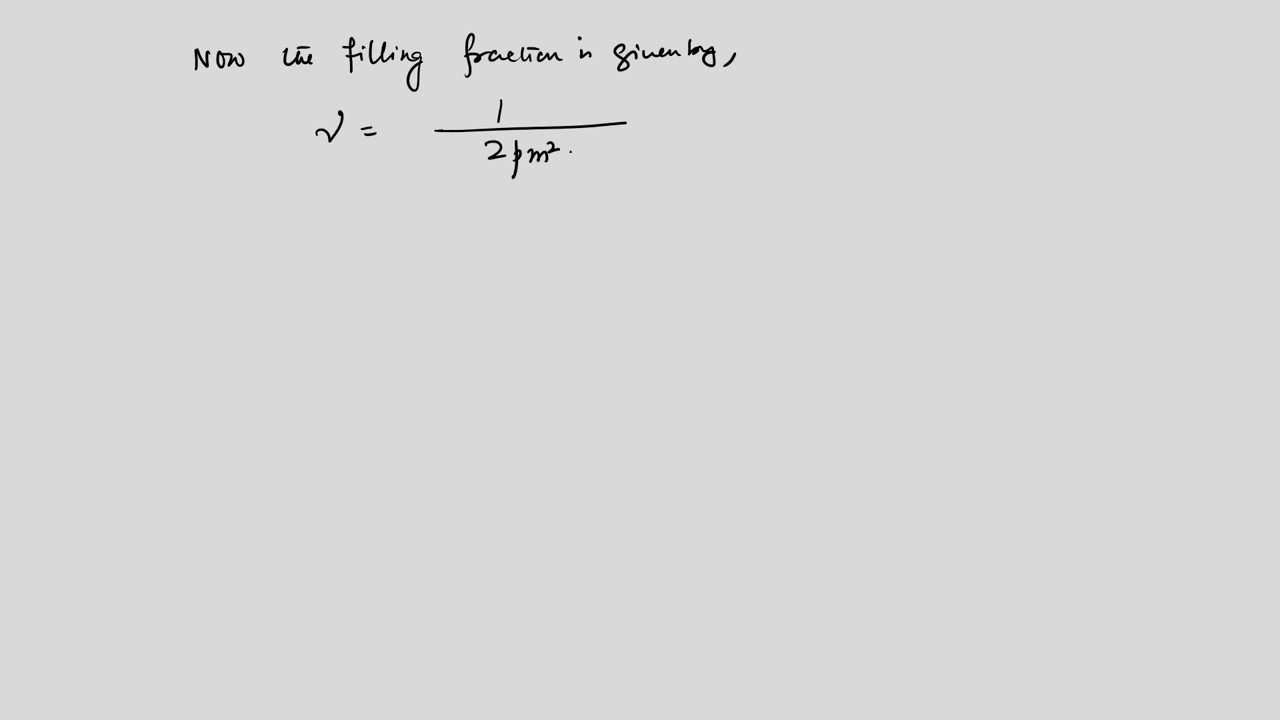 Now the filling fraction is given by,
ν = 1 / 2pm².